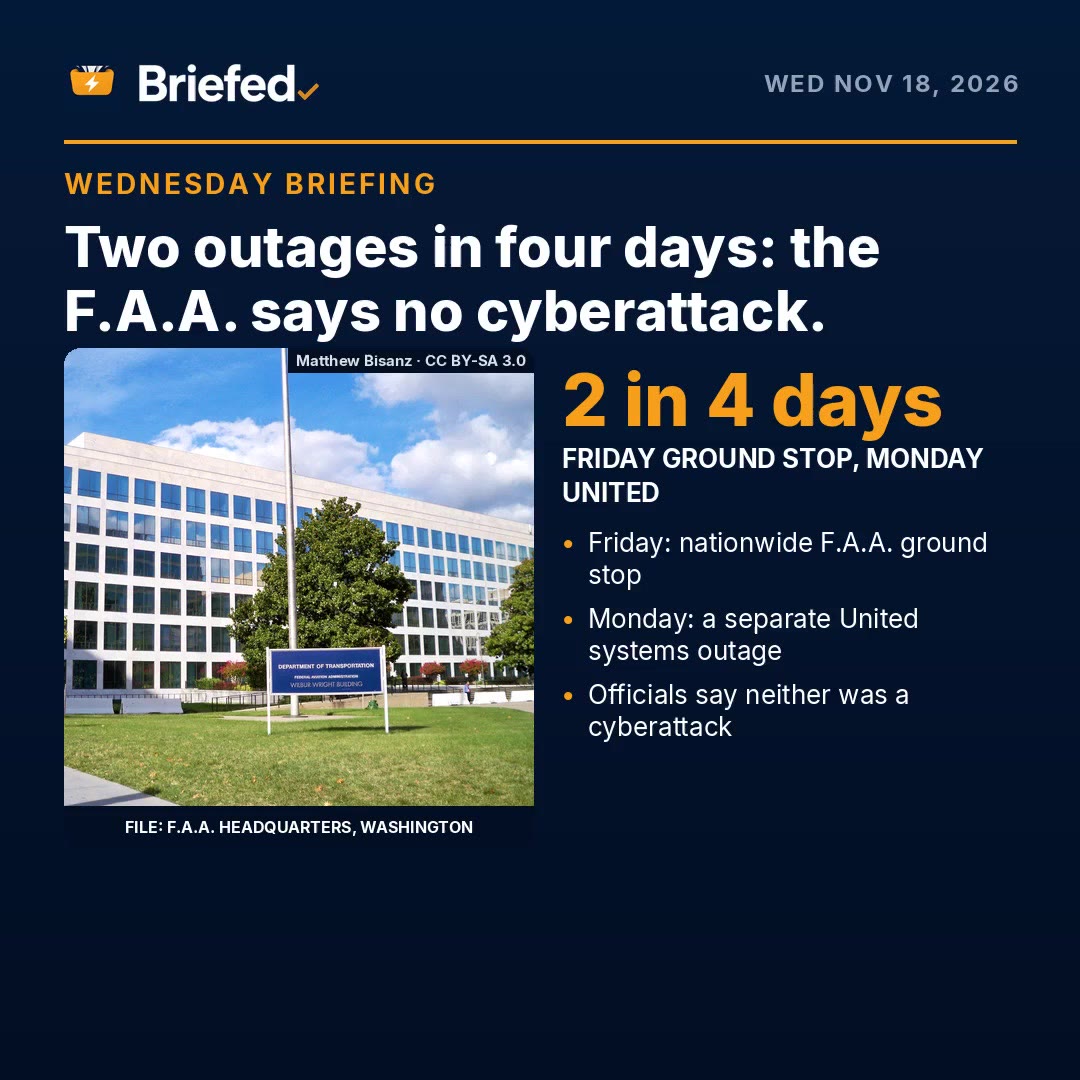 Briefed
WED NOV 18, 2026
WEDNESDAY BRIEFING
Two outages in four days: the
F.A.A. says no cyberattack.
Matthew Bisanz · CC BY-SA 3.0
DEPARTMENT OF TRANSPORTATION
FEDERAL AVIATION ADMINISTRATION
WILBUR WRIGHT BUILDING
FILE: F.A.A. HEADQUARTERS, WASHINGTON
2 in 4 days
FRIDAY GROUND STOP, MONDAY
UNITED
• Friday: nationwide F.A.A. ground
stop
• Monday: a separate United
systems outage
• Officials say neither was a
cyberattack